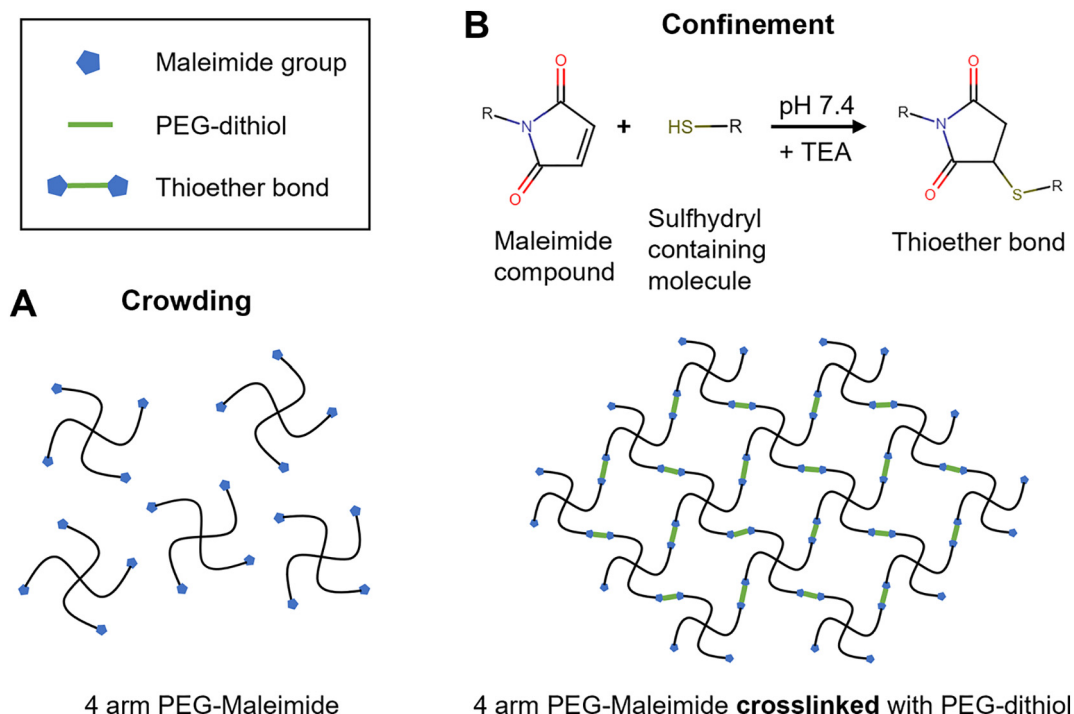 Maleimide group
PEG-dithiol
Thioether bond
B
Confinement
O
R
N
O
+
HS
R
pH 7.4
+ TEA
O
R
N
O
S
R
Maleimide
compound
Sulfhydryl
containing
molecule
Thioether bond
A
Crowding
4 arm PEG-Maleimide
4 arm PEG-Maleimide crosslinked with PEG-dithiol